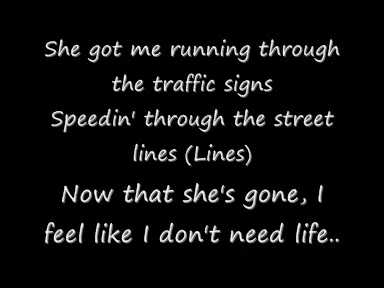 She got me running through
the traffic signs
Speedin' through the street
lines (Lines)
Now that she's gone, I
feel like I don't need life..